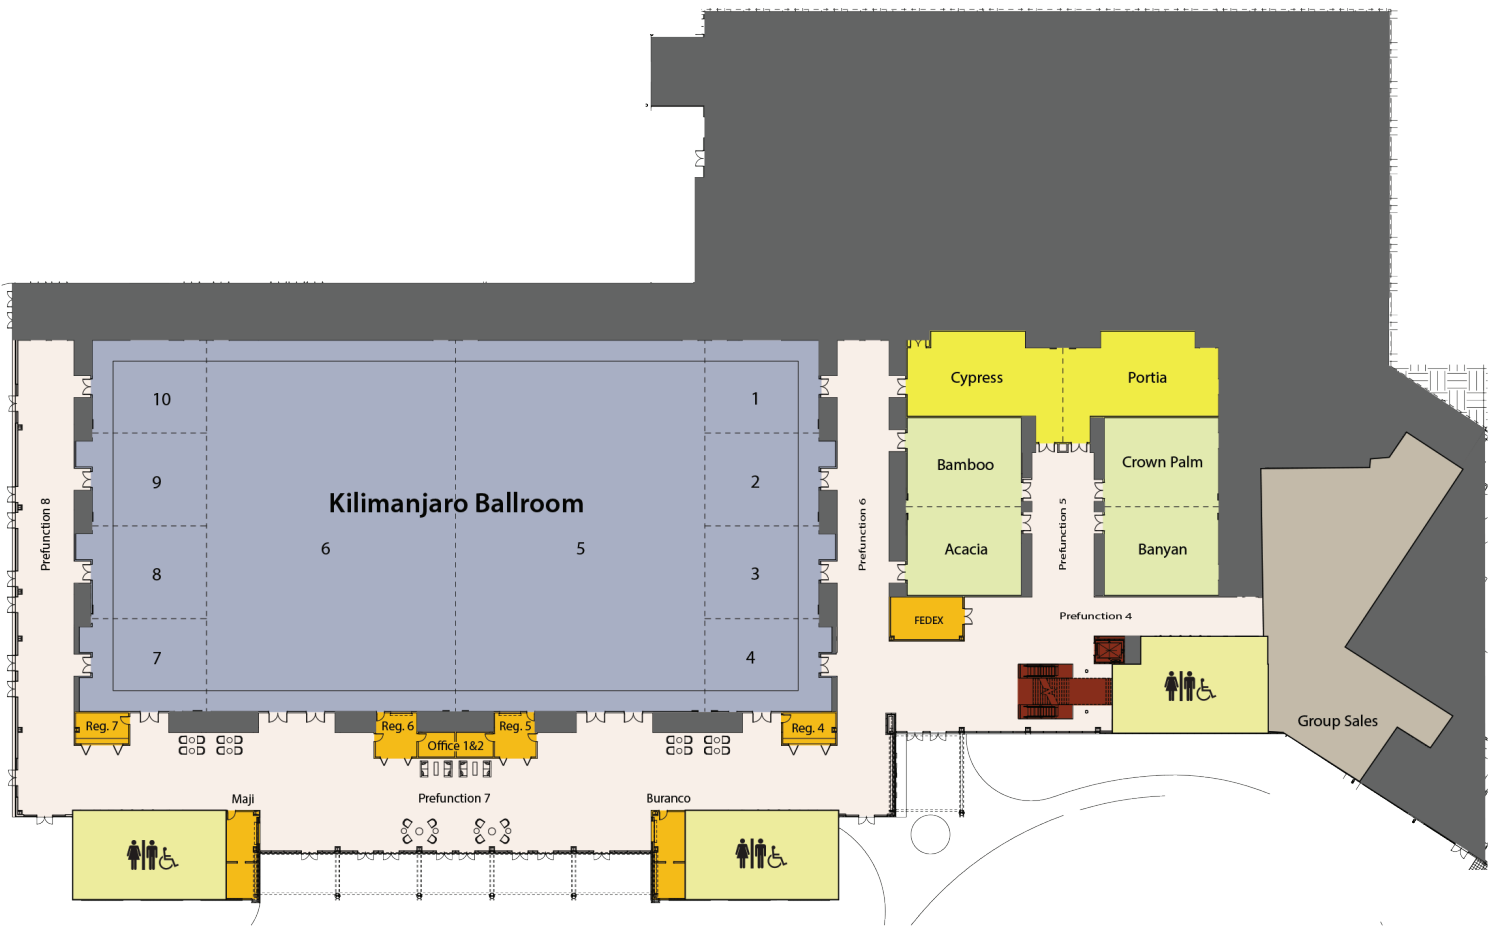 Cypress
Portia
10
1
Bamboo
Crown Palm
9
2
Kilimanjaro Ballroom
Prefunction 8
Prefunction 6
Prefunction 5
6
5
Acacia
Banyan
8
3
FEDEX
Prefunction 4
7
4
Reg. 7
Reg. 6
Reg. 5
Reg. 4
Group Sales
Office 1&2
Maji
Prefunction 7
Buranco